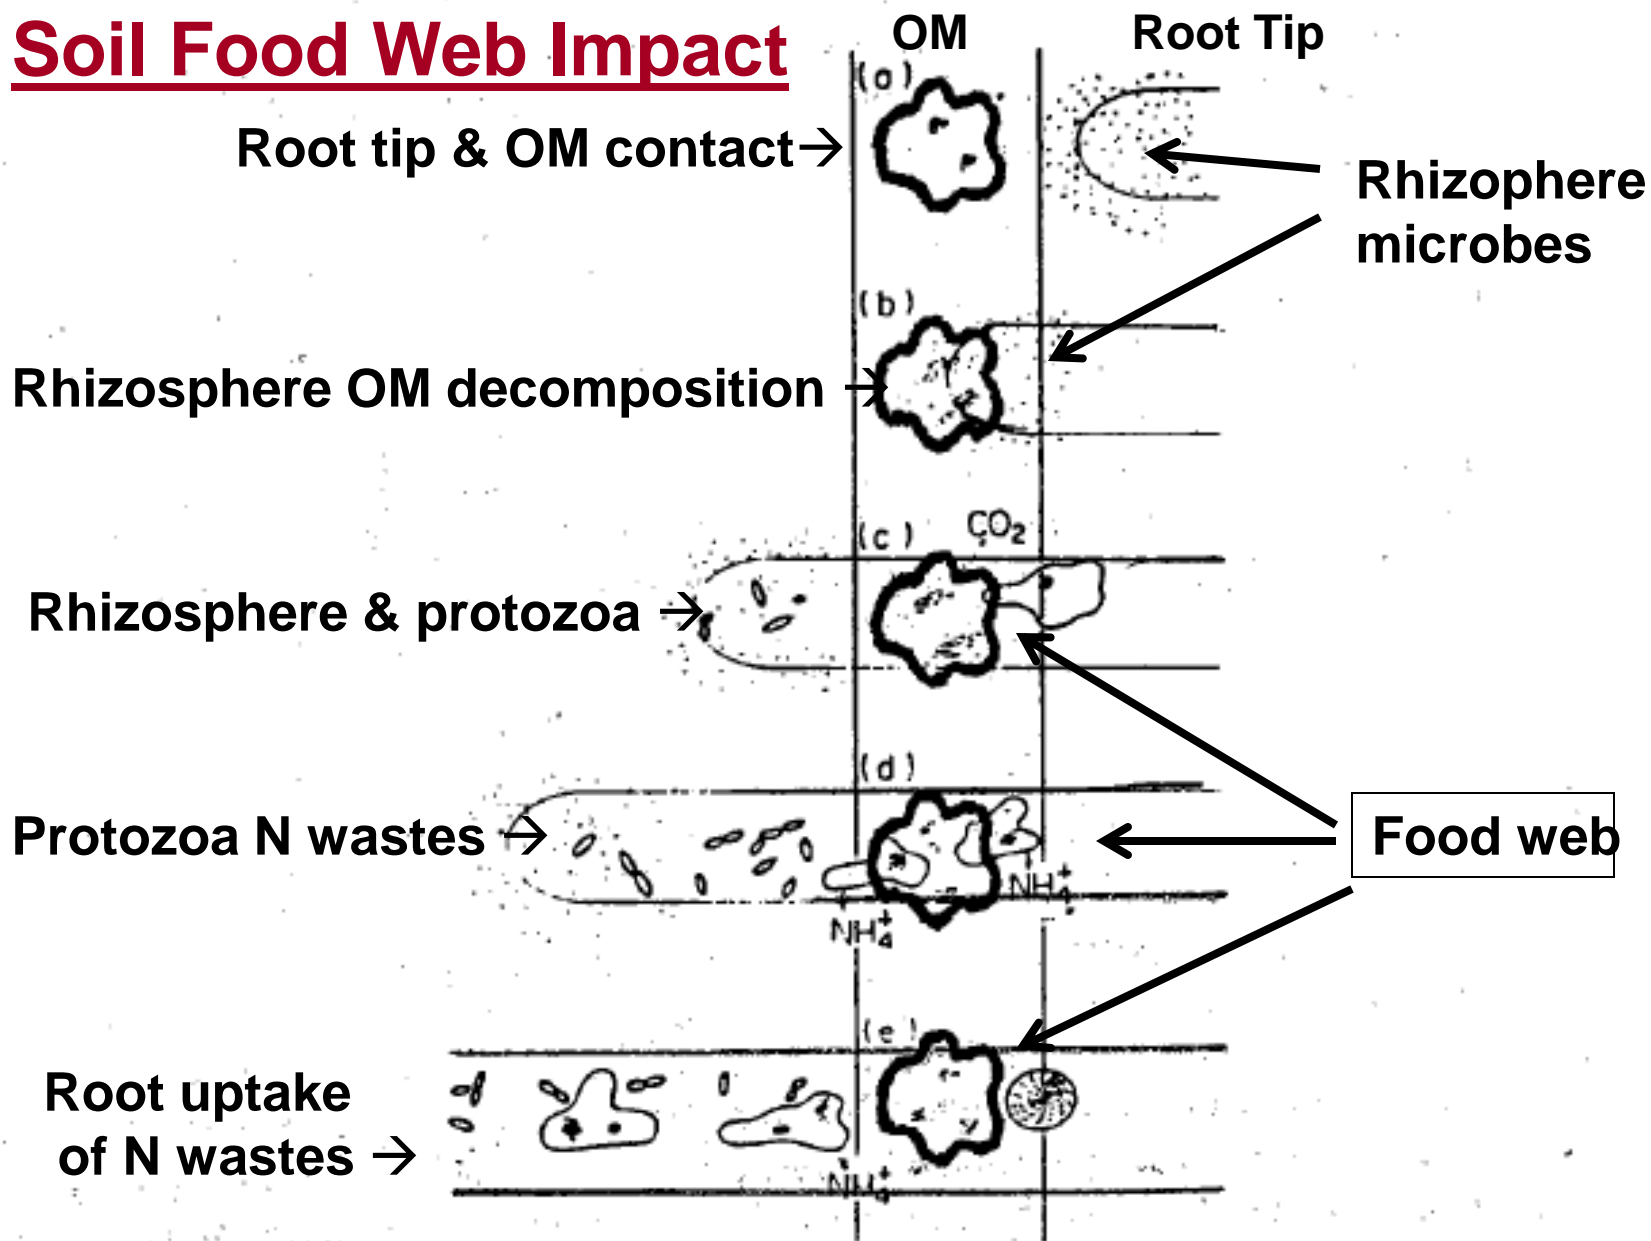 Soil Food Web Impact
OM
Root Tip
(a)
Root tip & OM contact→
Rhizophere
microbes
(b)
Rhizosphere OM decomposition →
(c)
CO2
Rhizosphere & protozoa →
(d)
Protozoa N wastes →
Food web
NH4+
NH4+
(e)
Root uptake
of N wastes →
NH4+